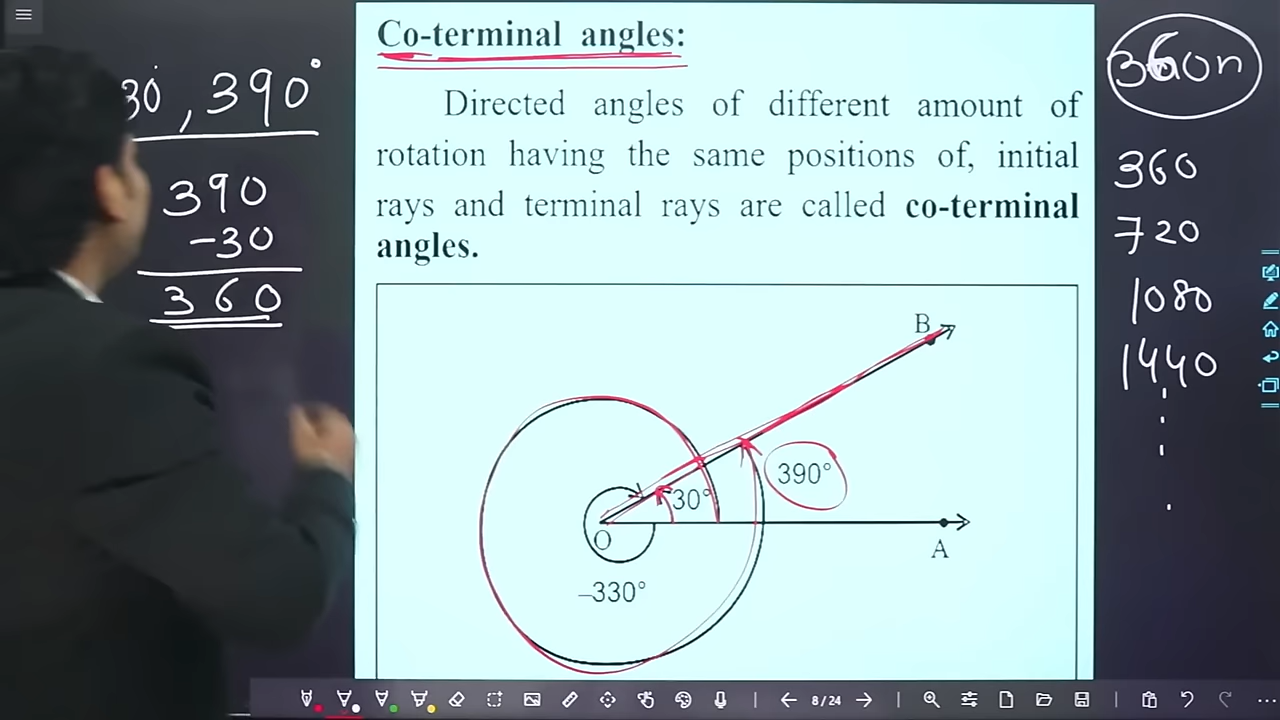 30°, 390°
390
-30
360
Co-terminal angles:
Directed angles of different amount of
rotation having the same positions of, initial
rays and terminal rays are called co-terminal
angles.
B
390°
30°
O
A
–330°
360n
360
720
1080
1440
8 / 24